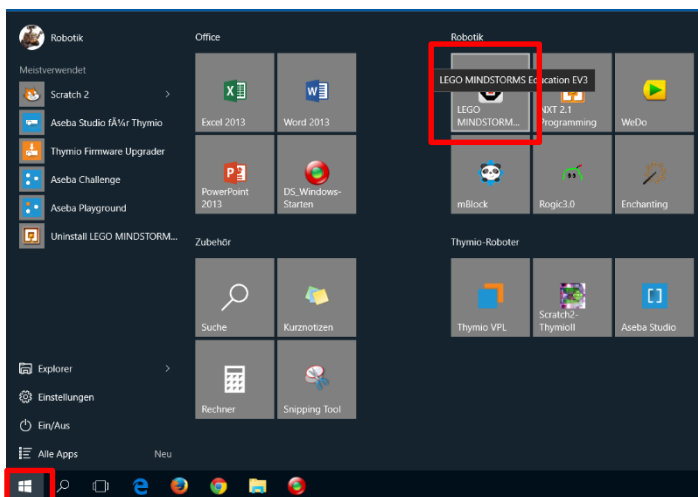 Robotik
Meistverwendet
Scratch 2
Aseba Studio fÃ¼r Thymio
Thymio Firmware Upgrader
Aseba Challenge
Aseba Playground
Uninstall LEGO MINDSTORM...
Explorer
Einstellungen
Ein/Aus
Alle Apps
Neu
Office
Excel 2013
Word 2013
PowerPoint
2013
DS_Windows-
Starten
Zubehör
Suche
Kurznotizen
Rechner
Snipping Tool
Robotik
LEGO MINDSTORMS Education EV3
LEGO
MINDSTORM...
NXT 2.1
Programming
WeDo
mBlock
Rogic3.0
Enchanting
Thymio-Roboter
Thymio VPL
Scratch2-
ThymioII
Aseba Studio